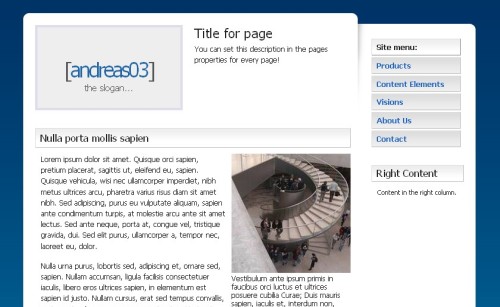 [andreas03]
the slogan...
Title for page
You can set this description in the pages
properties for every page!
Site menu:
Products
Content Elements
Visions
About Us
Contact
Nulla porta mollis sapien
Lorem ipsum dolor sit amet. Quisque orci sapien,
pretium placerat, sagittis ut, eleifend eu, sapien.
Quisque vehicula, wisi nec ullamcorper imperdiet, nibh
metus ultrices arcu, pharetra varius risus diam sit amet
nibh. Sed adipiscing, purus eu vulputate aliquam, sapien
ante condimentum turpis, at molestie arcu ante sit amet
lectus. Sed ante neque, porta at, congue vel, tristique
gravida, dui. Sed elit purus, ullamcorper a, tempor nec,
laoreet eu, dolor.
Nulla urna purus, lobortis sed, adipiscing et, ornare sed,
sapien. Nullam accumsan, ligula facilisis consectetuer
iaculis, libero eros ultrices sapien, in elementum est
sapien id justo. Nullam cursus, erat sed tempus convallis,
Vestibulum ante ipsum primis in
faucibus orci luctus et ultrices
posuere cubilia Curae; Duis mauris
sapien, iaculis et, interdum non,
Right Content
Content in the right column.